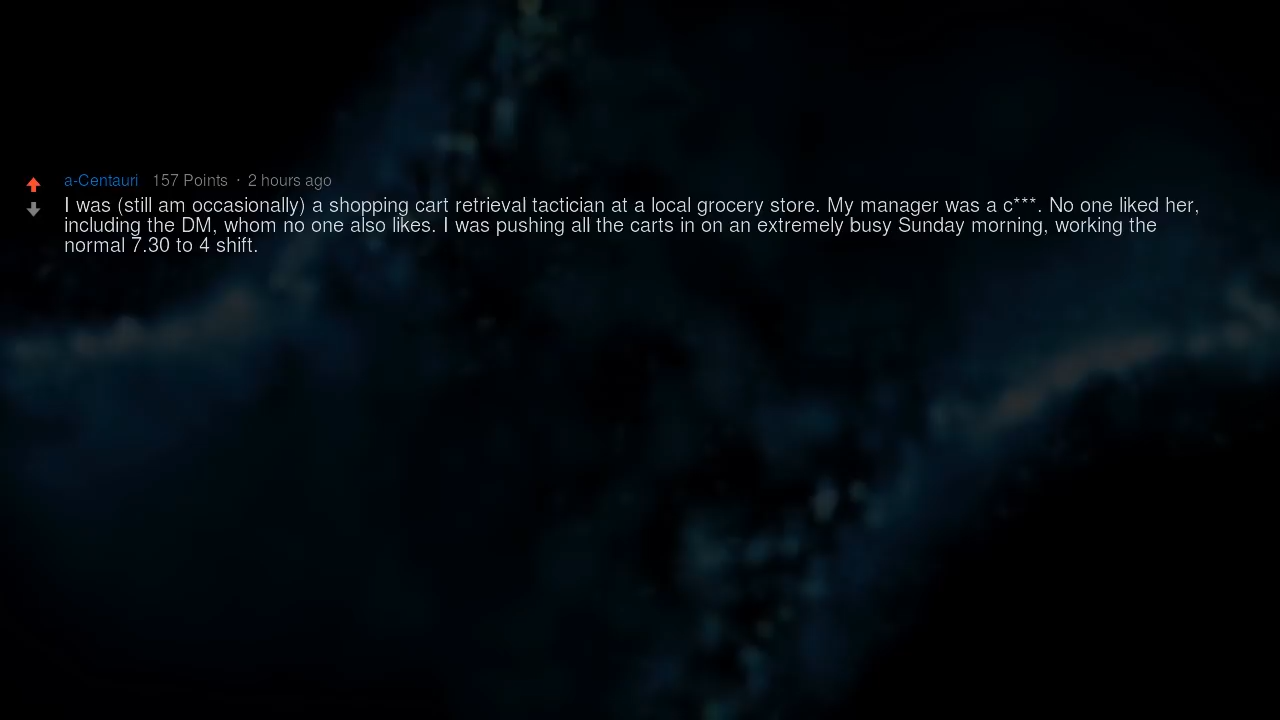 a-Centauri 157 Points · 2 hours ago
I was (still am occasionally) a shopping cart retrieval tactician at a local grocery store. My manager was a c***. No one liked her,
including the DM, whom no one also likes. I was pushing all the carts in on an extremely busy Sunday morning, working the
normal 7.30 to 4 shift.